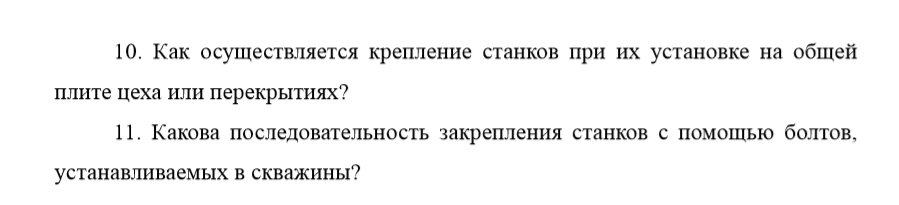 10. Как осуществляется крепление станков при их установке на общей
плите цеха или перекрытиях?
11. Какова последовательность закрепления станков с помощью болтов,
устанавливаемых в скважины?